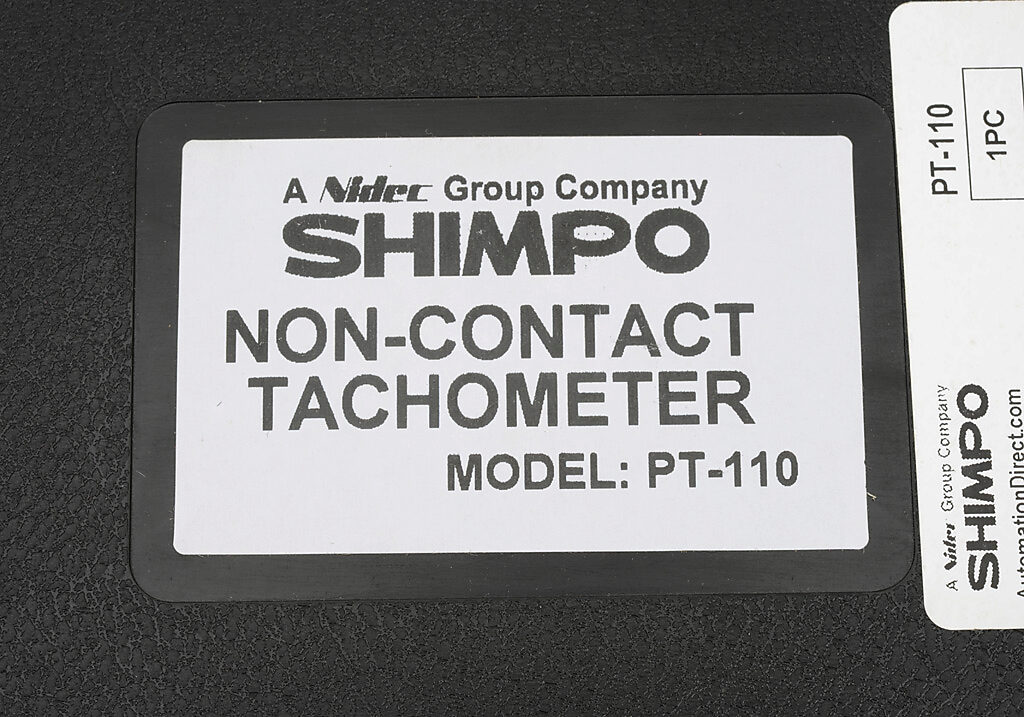 A Nidec Group Company
SHIMPO
NON-CONTACT
TACHOMETER
MODEL: PT-110
PT-110
1PC
A Nidec Group Company
SHIMPO
AutomationDirect.com